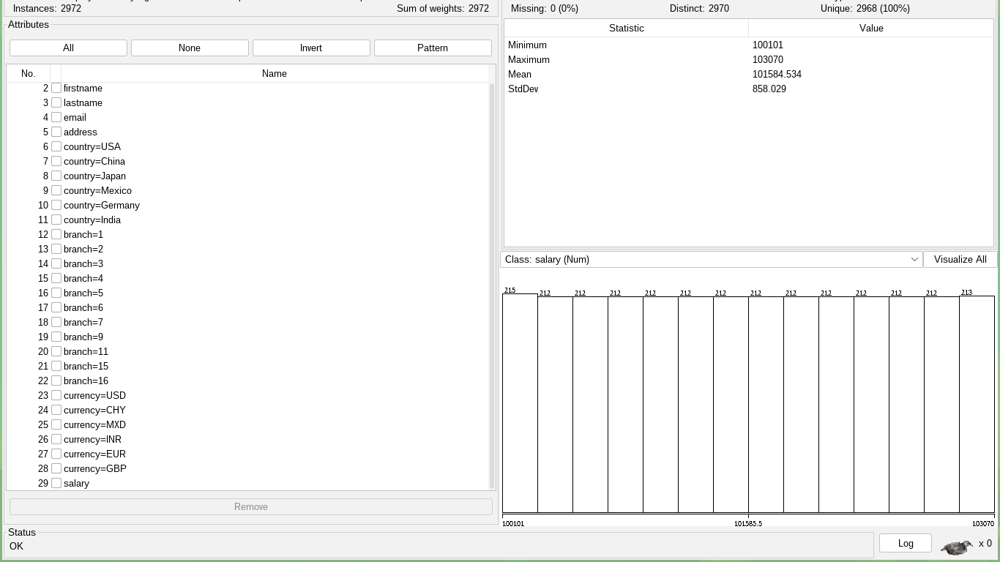 Instances: 2972 Sum of weights: 2972
Attributes
All None Invert Pattern
No. Name
2 firstname
3 lastname
4 email
5 address
6 country=USA
7 country=China
8 country=Japan
9 country=Mexico
10 country=Germany
11 country=India
12 branch=1
13 branch=2
14 branch=3
15 branch=4
16 branch=5
17 branch=6
18 branch=7
19 branch=9
20 branch=11
21 branch=15
22 branch=16
23 currency=USD
24 currency=CHY
25 currency=MXD
26 currency=INR
27 currency=EUR
28 currency=GBP
29 salary
Remove
Missing: 0 (0%) Distinct: 2970 Unique: 2968 (100%)
Statistic Value
Minimum 100101
Maximum 103070
Mean 101584.534
StdDev 858.029
Class: salary (Num) Visualize All
215 212 212 212 212 212 212 212 212 212 212 212 212 213
100101 101585.5 103070
Status
OK
Log x 0